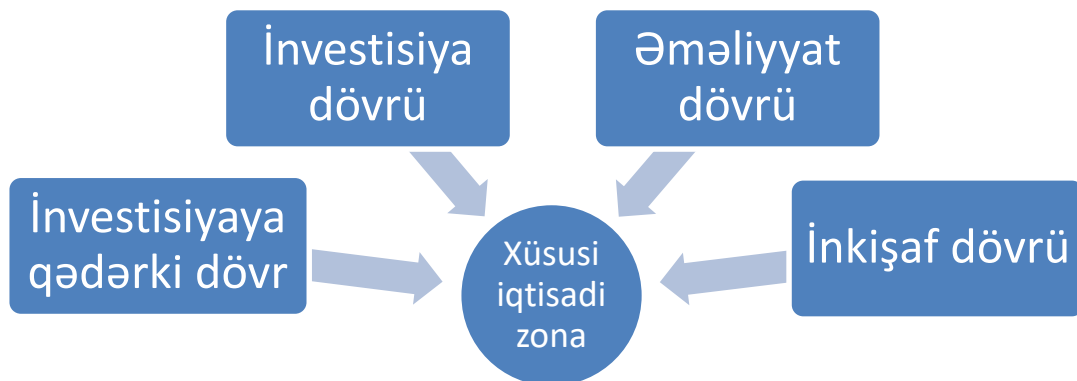 İnvestisiya
dövrü
Əməliyyat
dövrü
İnvestisiyaya
qədərki dövr
Xüsusi
iqtisadi
zona
İnkişaf dövrü